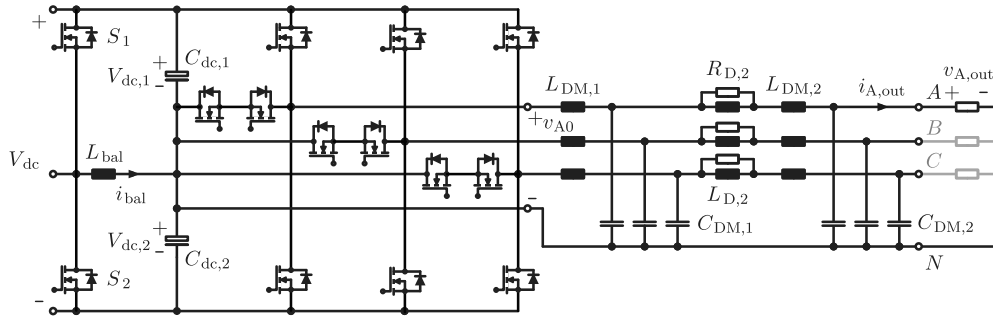 +
S1
Cdc,1
Vdc,1
+
-
LDM,1
RD,2
LDM,2
iA,out
vA,out
A
+
-
+
vA0
B
Vdc
Lbal
ibal
C
LD,2
-
Vdc,2
+
-
Cdc,2
CDM,1
CDM,2
S2
N
-